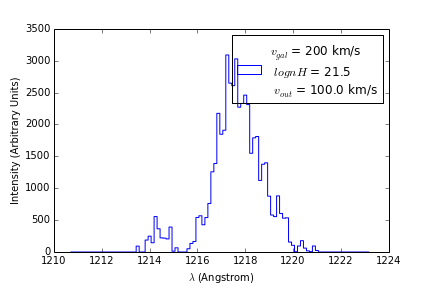 3500
3000
2500
2000
1500
1000
500
0
Intensity (Arbitrary Units)
v_gal = 200 km/s
lognH = 21.5
v_out = 100.0 km/s
1210 1212 1214 1216 1218 1220 1222 1224
λ (Angstrom)